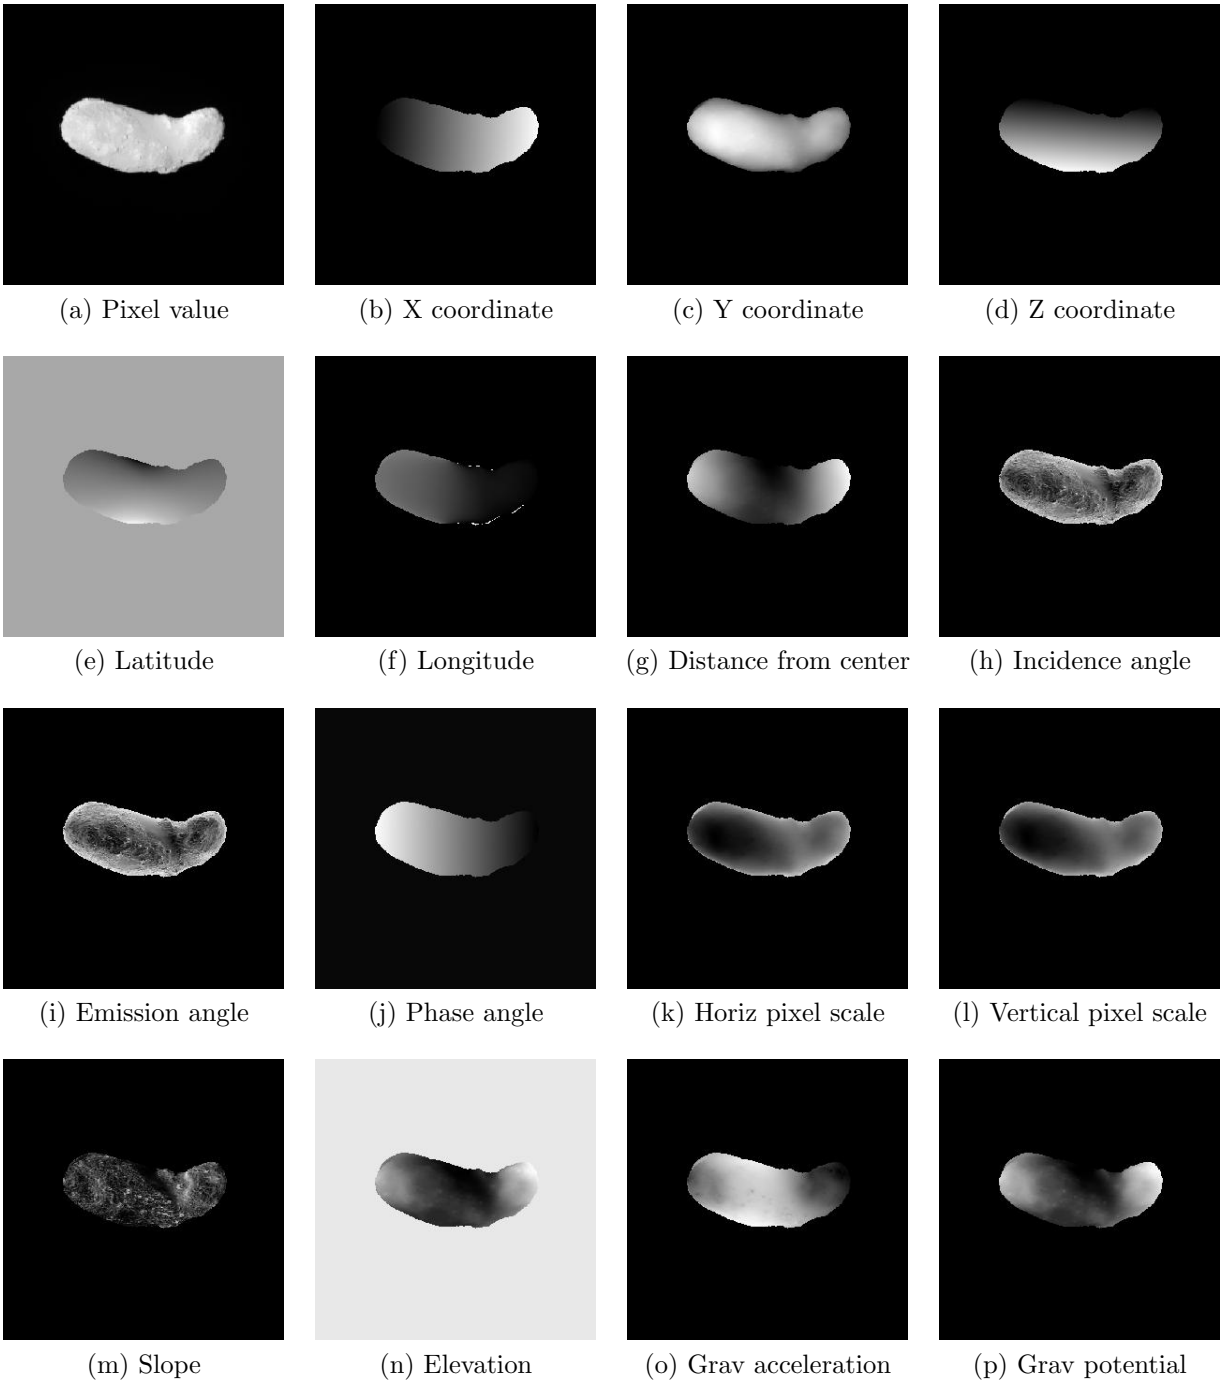 (a) Pixel value
(b) X coordinate
(c) Y coordinate
(d) Z coordinate
(e) Latitude
(f) Longitude
(g) Distance from center
(h) Incidence angle
(i) Emission angle
(j) Phase angle
(k) Horiz pixel scale
(l) Vertical pixel scale
(m) Slope
(n) Elevation
(o) Grav acceleration
(p) Grav potential